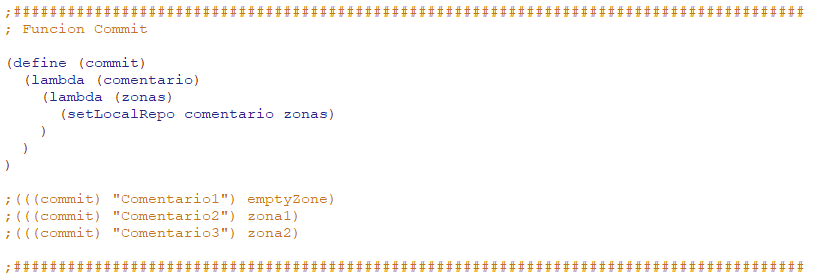 ;########################################################################################
; Funcion Commit
(define (commit)
  (lambda (comentario)
    (lambda (zonas)
      (setLocalRepo comentario zonas)
    )
  )
)
;(((commit) "Comentario1") emptyZone)
;(((commit) "Comentario2") zona1)
;(((commit) "Comentario3") zona2)
;########################################################################################